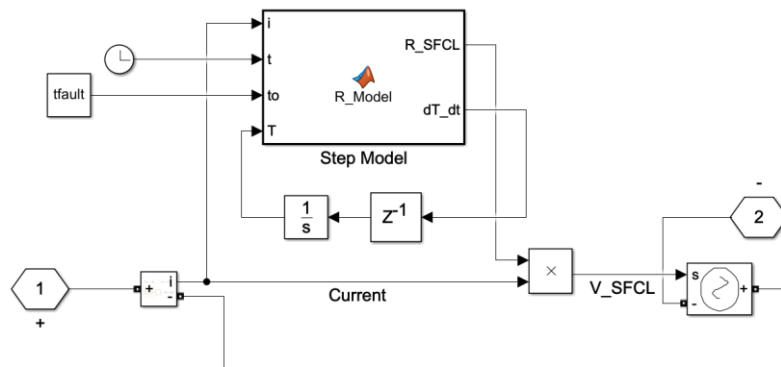 i
R_SFCL
t
tfault
to
R_Model
dT_dt
T
Step Model
1
s
Z-1
-
2
1
+
+
i
-
×
Current
V_SFCL
s
-
+